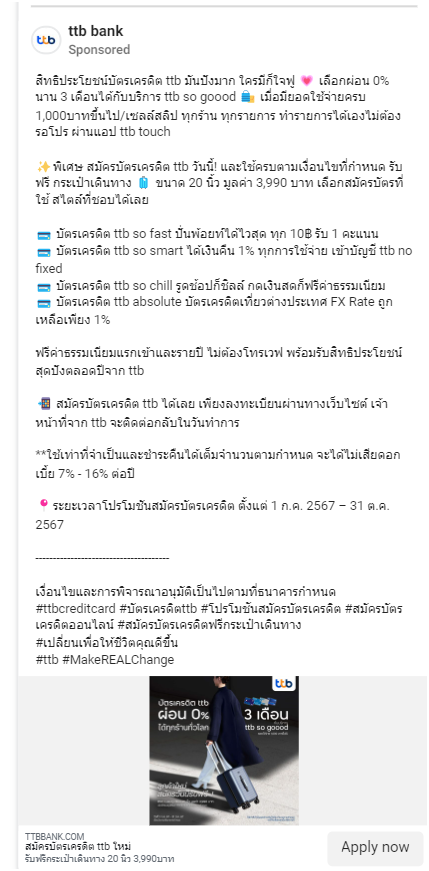 ttb bank
Sponsored
สิทธิประโยชน์บัตรเครดิต ttb มันปังมาก ใครมีก็ใจฟู 💗 เลือกผ่อน 0%
นาน 3 เดือนได้กับบริการ ttb so goood 🛍️ เมื่อมียอดใช้จ่ายครบ
1,000บาทขึ้นไป/เซลล์สลิป ทุกร้าน ทุกรายการ ทำรายการได้เองไม่ต้อง
รอโปร ผ่านแอป ttb touch
✨พิเศษ สมัครบัตรเครดิต ttb วันนี้! และใช้ครบตามเงื่อนไขที่กำหนด รับ
ฟรี กระเป๋าเดินทาง 🧳 ขนาด 20 นิ้ว มูลค่า 3,990 บาท เลือกสมัครบัตรที่
ใช้ สไตล์ที่ชอบได้เลย
💳 บัตรเครดิต ttb so fast ปั่นพ้อยท์ได้ไวสุด ทุก 10฿ รับ 1 คะแนน
💳 บัตรเครดิต ttb so smart ได้เงินคืน 1% ทุกการใช้จ่าย เข้าบัญชี ttb no
fixed
💳 บัตรเครดิต ttb so chill รูดช้อปก็ชิลล์ กดเงินสดก็ฟรีค่าธรรมเนียม
💳 บัตรเครดิต ttb absolute บัตรเครดิตเที่ยวต่างประเทศ FX Rate ถูก
เหลือเพียง 1%
ฟรีค่าธรรมเนียมแรกเข้าและรายปี ไม่ต้องโทรเวฟ พร้อมรับสิทธิประโยชน์
สุดปังตลอดปีจาก ttb
📲 สมัครบัตรเครดิต ttb ได้เลย เพียงลงทะเบียนผ่านทางเว็บไซต์ เจ้า
หน้าที่จาก ttb จะติดต่อกลับในวันทำการ
**ใช้เท่าที่จำเป็นและชำระคืนได้เต็มจำนวนตามกำหนด จะได้ไม่เสียดอก
เบี้ย 7% - 16% ต่อปี
📍ระยะเวลาโปรโมชันสมัครบัตรเครดิต ตั้งแต่ 1 ก.ค. 2567 – 31 ต.ค.
2567
--------------------------------------
เงื่อนไขและการพิจารณาอนุมัติเป็นไปตามที่ธนาคารกำหนด
#ttbcreditcard #บัตรเครดิตttb #โปรโมชันสมัครบัตรเครดิต #สมัครบัตร
เครดิตออนไลน์ #สมัครบัตรเครดิตฟรีกระเป๋าเดินทาง
#เปลี่ยนเพื่อให้ชีวิตคุณดีขึ้น
#ttb #MakeREALChange
ttb
บัตรเครดิต ttb
ผ่อน 0% 3 เดือน
ได้ทุกร้านทั่วโลก ttb so goood
TTBBANK.COM
สมัครบัตรเครดิต ttb ใหม่
รับฟรีกระเป๋าเดินทาง 20 นิ้ว 3,990บาท
Apply now